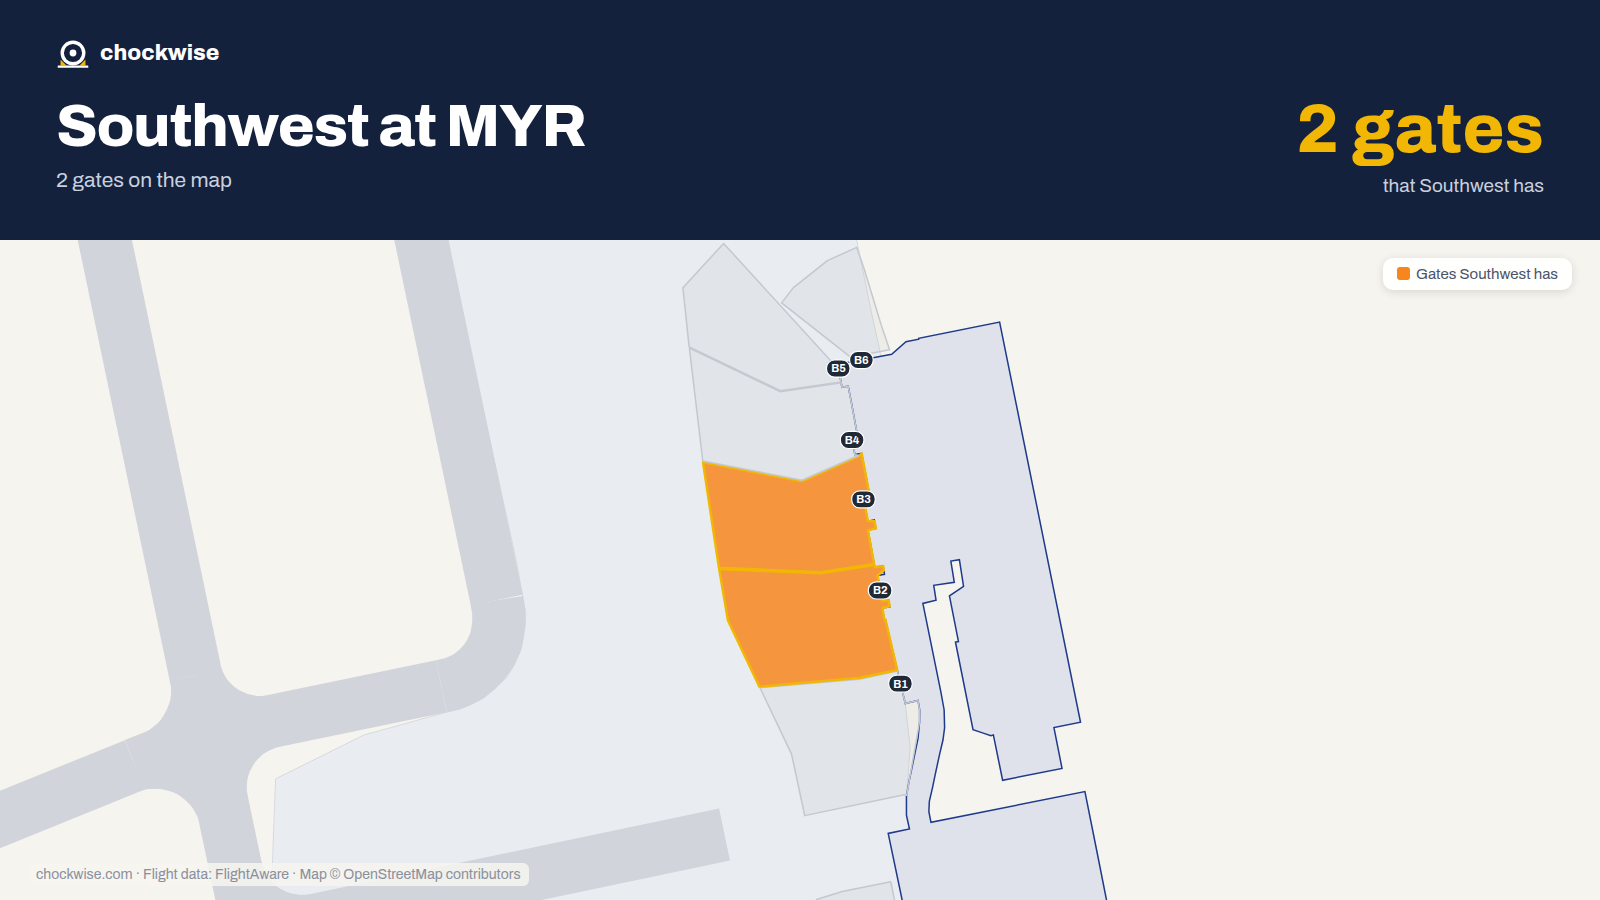 chockwise
Southwest at MYR
2 gates on the map
2 gates
that Southwest has
Gates Southwest has
B6
B5
B4
B3
B2
B1
chockwise.com · Flight data: FlightAware · Map © OpenStreetMap contributors